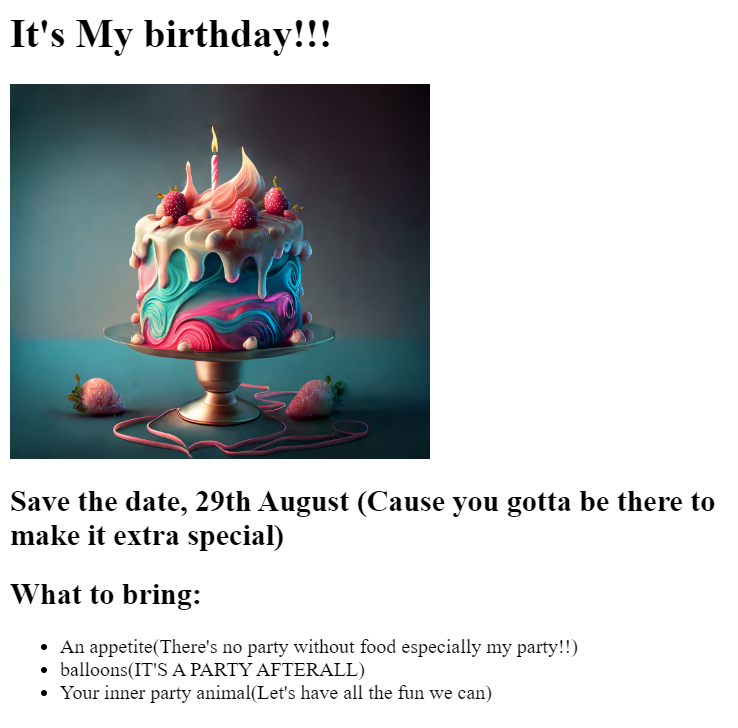 It's My birthday!!!
Save the date, 29th August (Cause you gotta be there to
make it extra special)
What to bring:
An appetite(There's no party without food especially my party!!)
balloons(IT'S A PARTY AFTERALL)
Your inner party animal(Let's have all the fun we can)